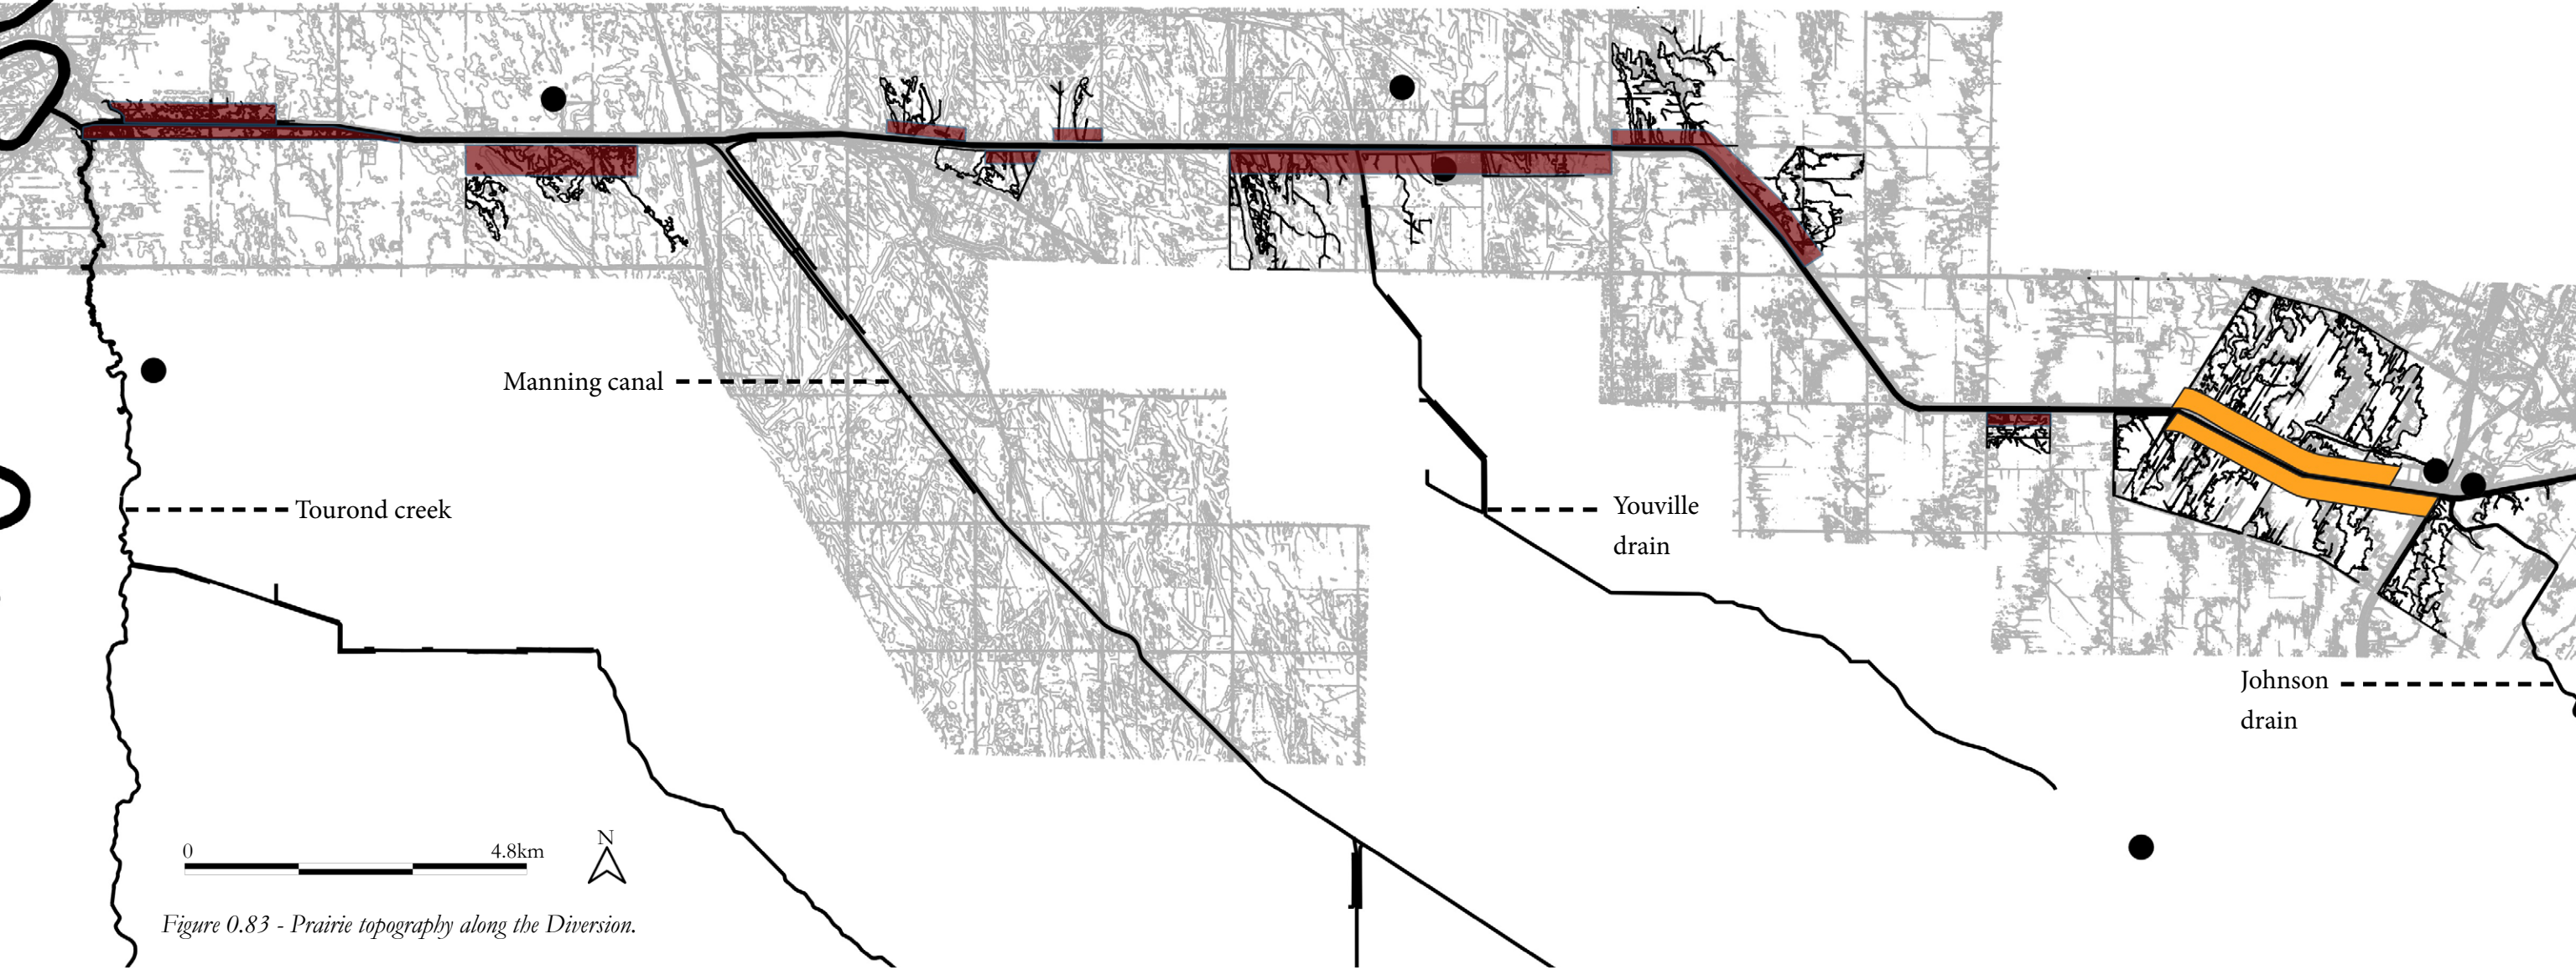 Manning canal
Tourond creek
Youville
drain
Johnson
drain
0 4.8km
N
Figure 0.83 - Prairie topography along the Diversion.